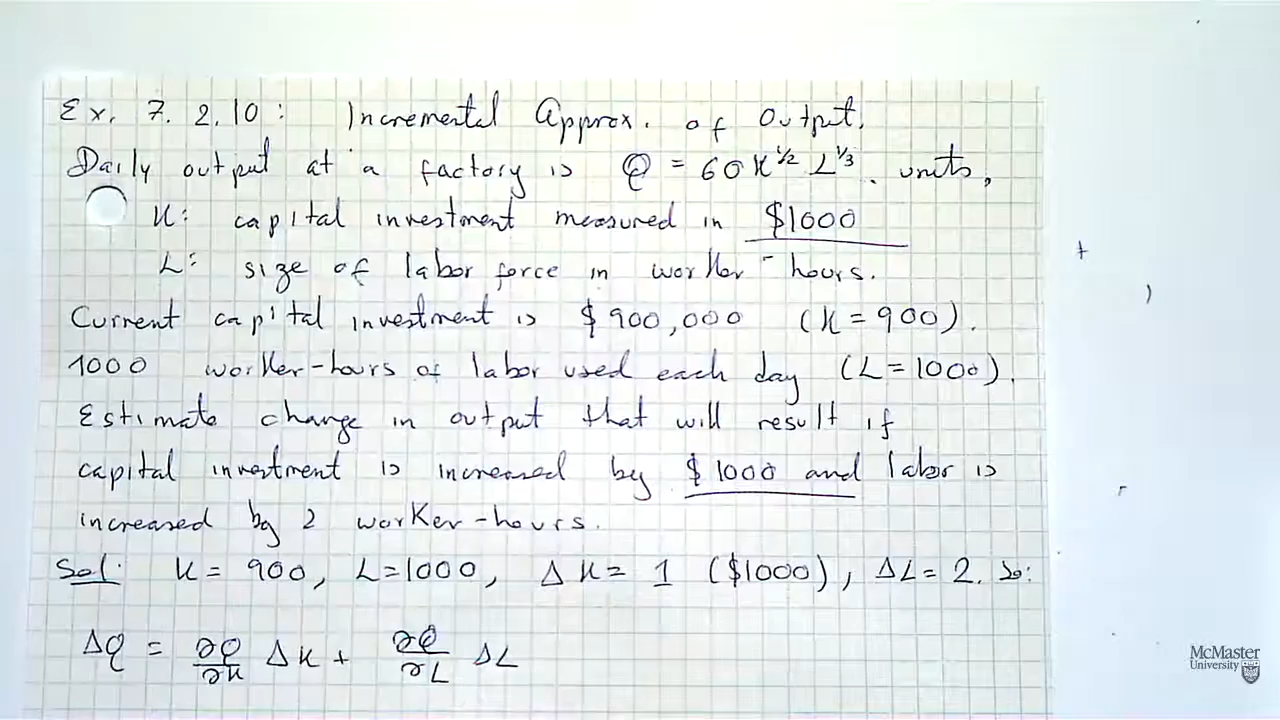 Ex. 7.2.10: Incremental Approx. of Output.
Daily output at a factory is Q = 60K^1/2 L^1/3. units,
K: capital investment measured in $1000
L: size of labor force in worker-hours.
Current capital investment is $900,000 (K=900).
1000 worker-hours of labor used each day (L=1000).
Estimate change in output that will result if
capital investment is increased by $1000 and labor is
increased by 2 worker-hours.
Sol: K=900, L=1000, ΔK=1 ($1000), ΔL=2. So:
ΔQ = ∂Q/∂K ΔK + ∂Q/∂L ΔL
McMaster
University